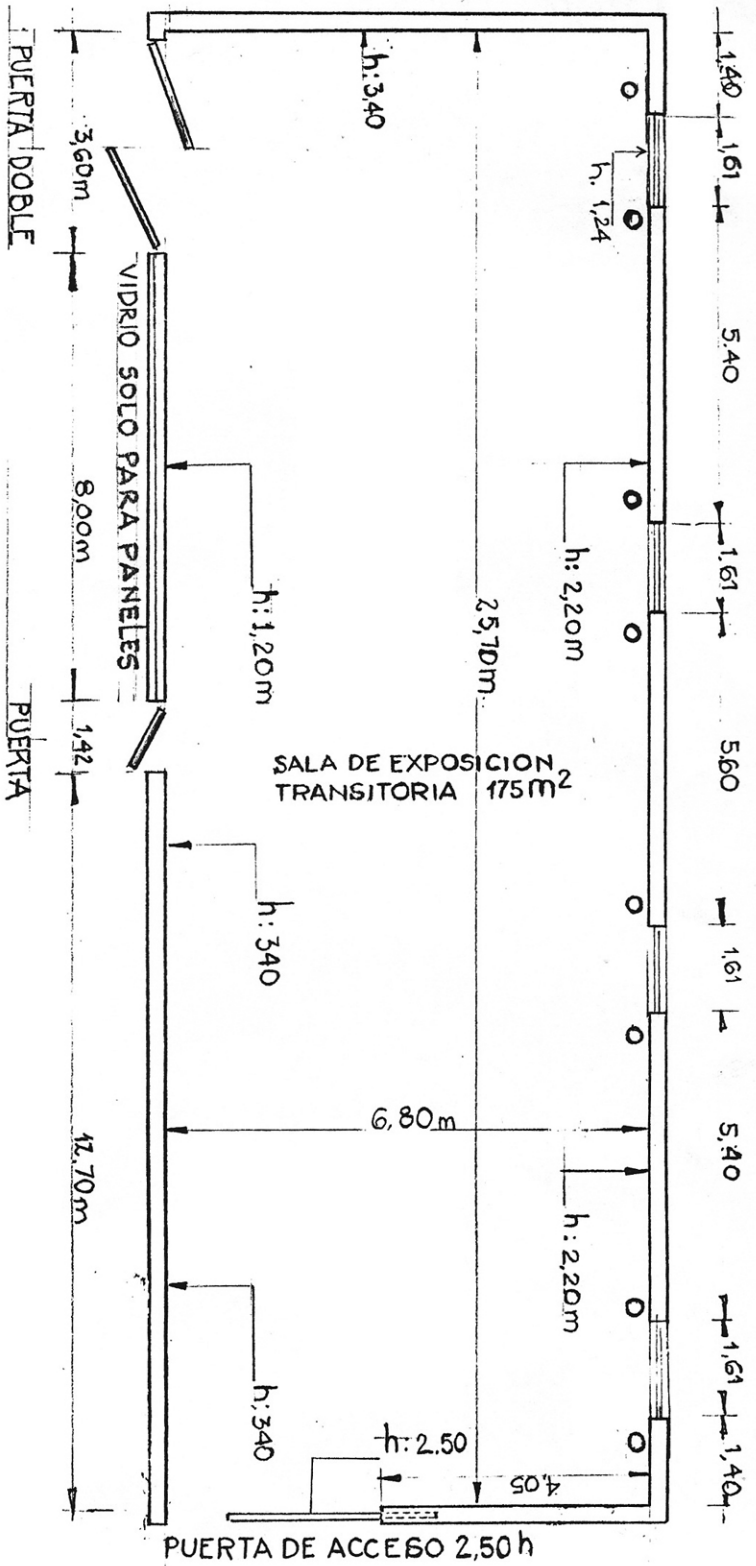 1,40
1,61
5.40
1,61
5.60
1,61
5,40
1,61
1,40
h:3,40
h. 1,24
h: 2,20m
h: 1,20m
25,70m.
SALA DE EXPOSICION
TRANSITORIA 175m²
h: 340
6,80m
h: 2,20m
h: 340
h: 2.50
4,05
PUERTA DE ACCESO 2,50h
VIDRIO SOLO PARA PANELES
3,60m
8,00m
1,42
12,70m
PUERTA DOBLE
PUERTA